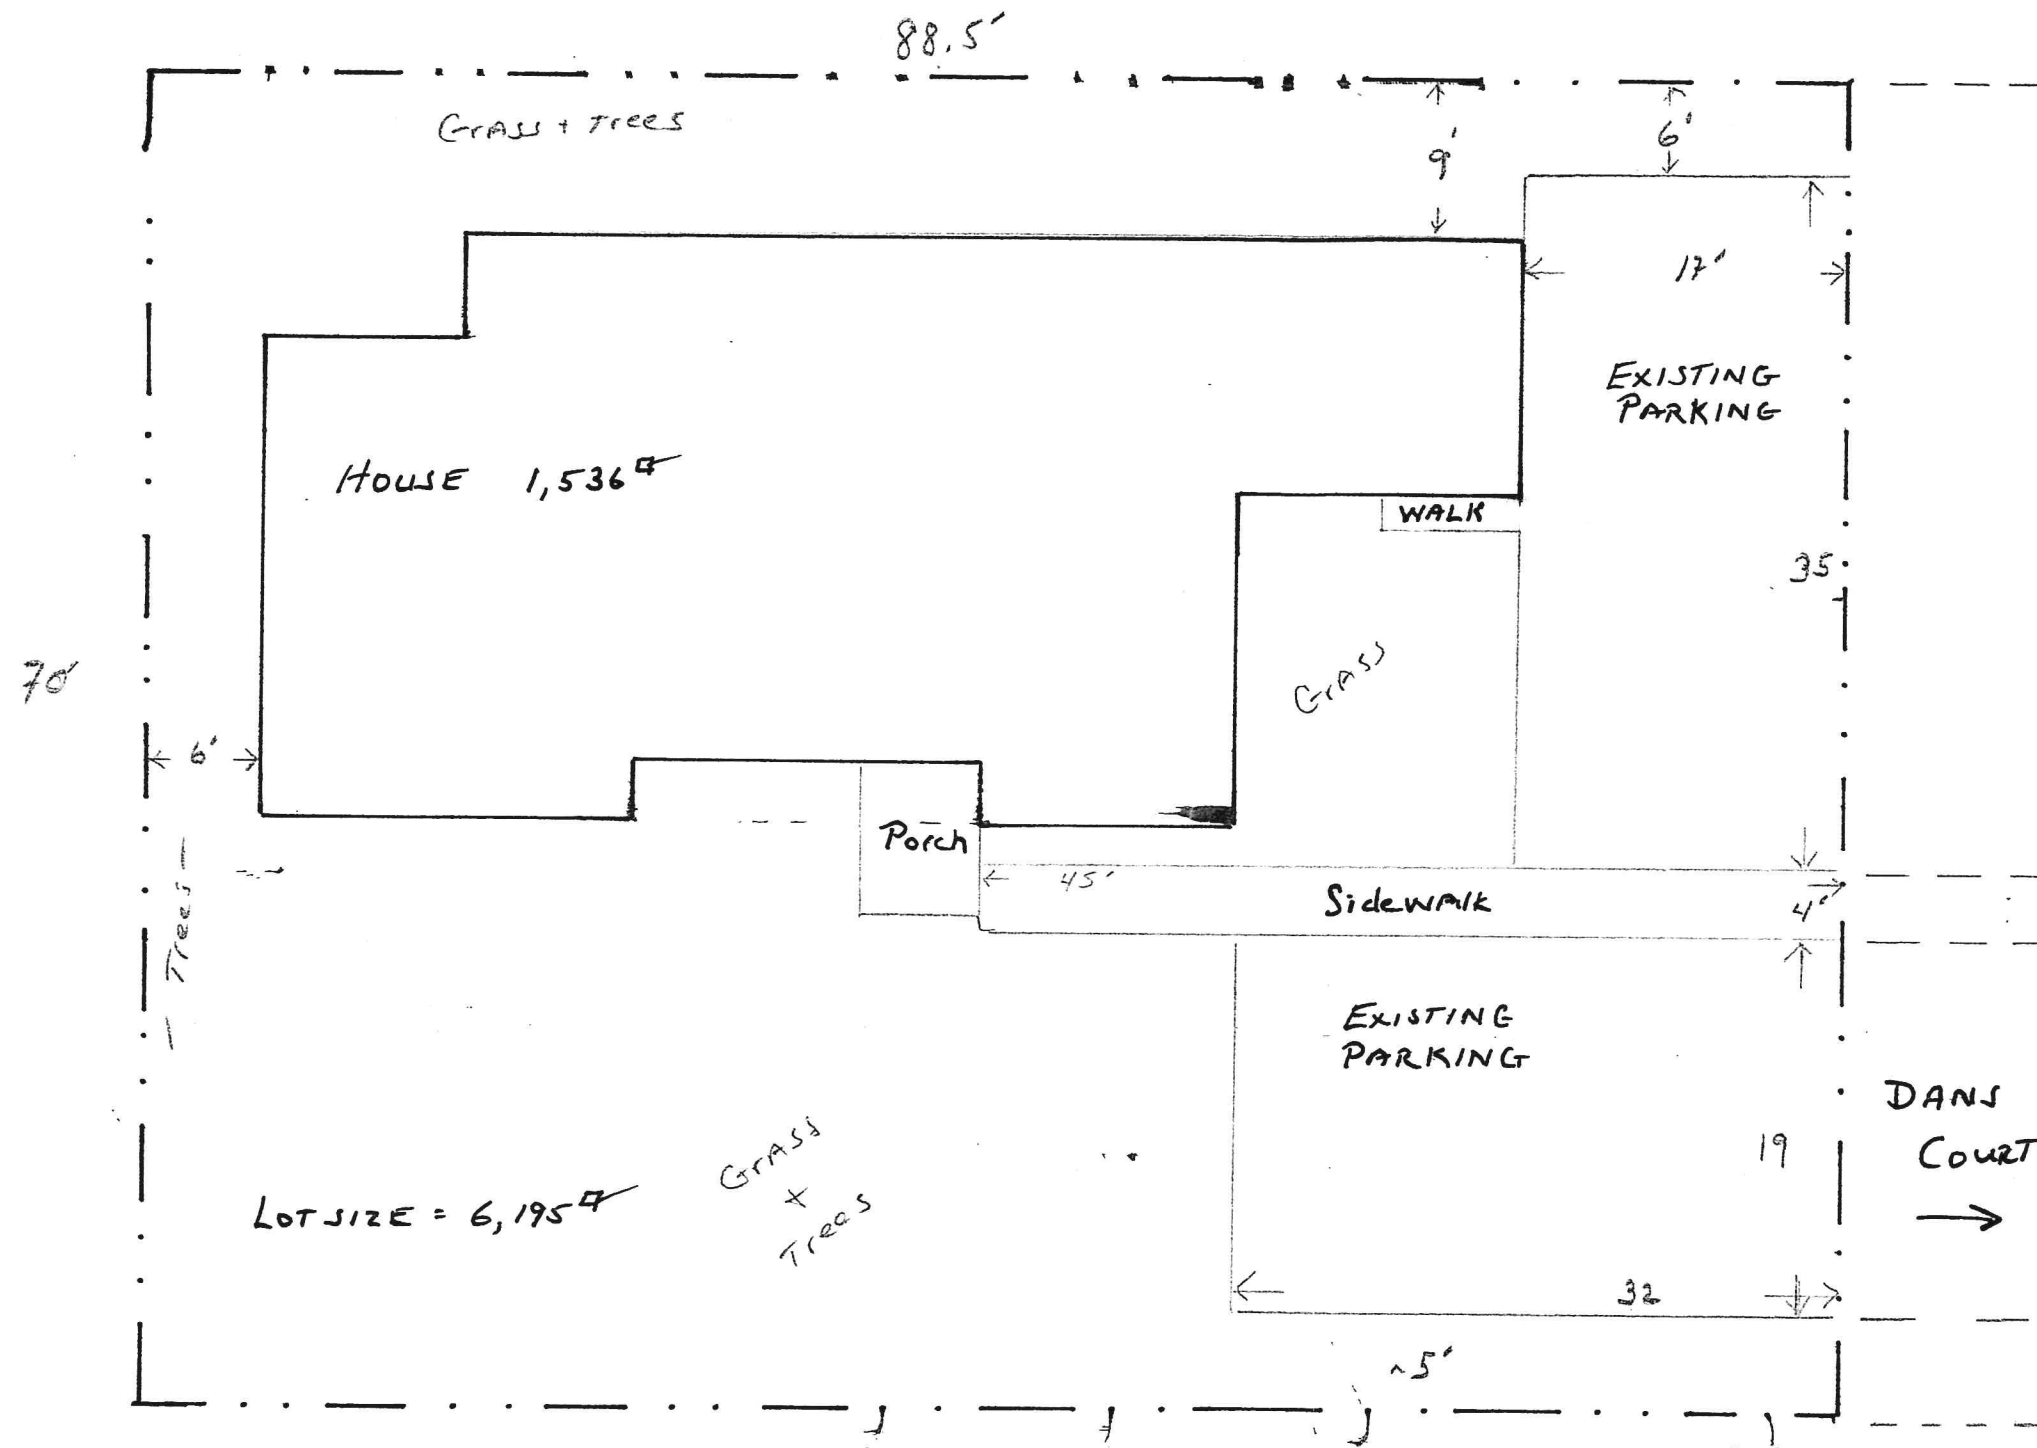 88.5'
Grass + Trees
9'
6'
17'
EXISTING
PARKING
HOUSE 1,536
WALK
35
Grass
70'
6'
Porch
45'
Sidewalk
4'
Trees
EXISTING
PARKING
DANS
COURT
19
Grass
+
Trees
LOT SIZE = 6,195
32
~5'